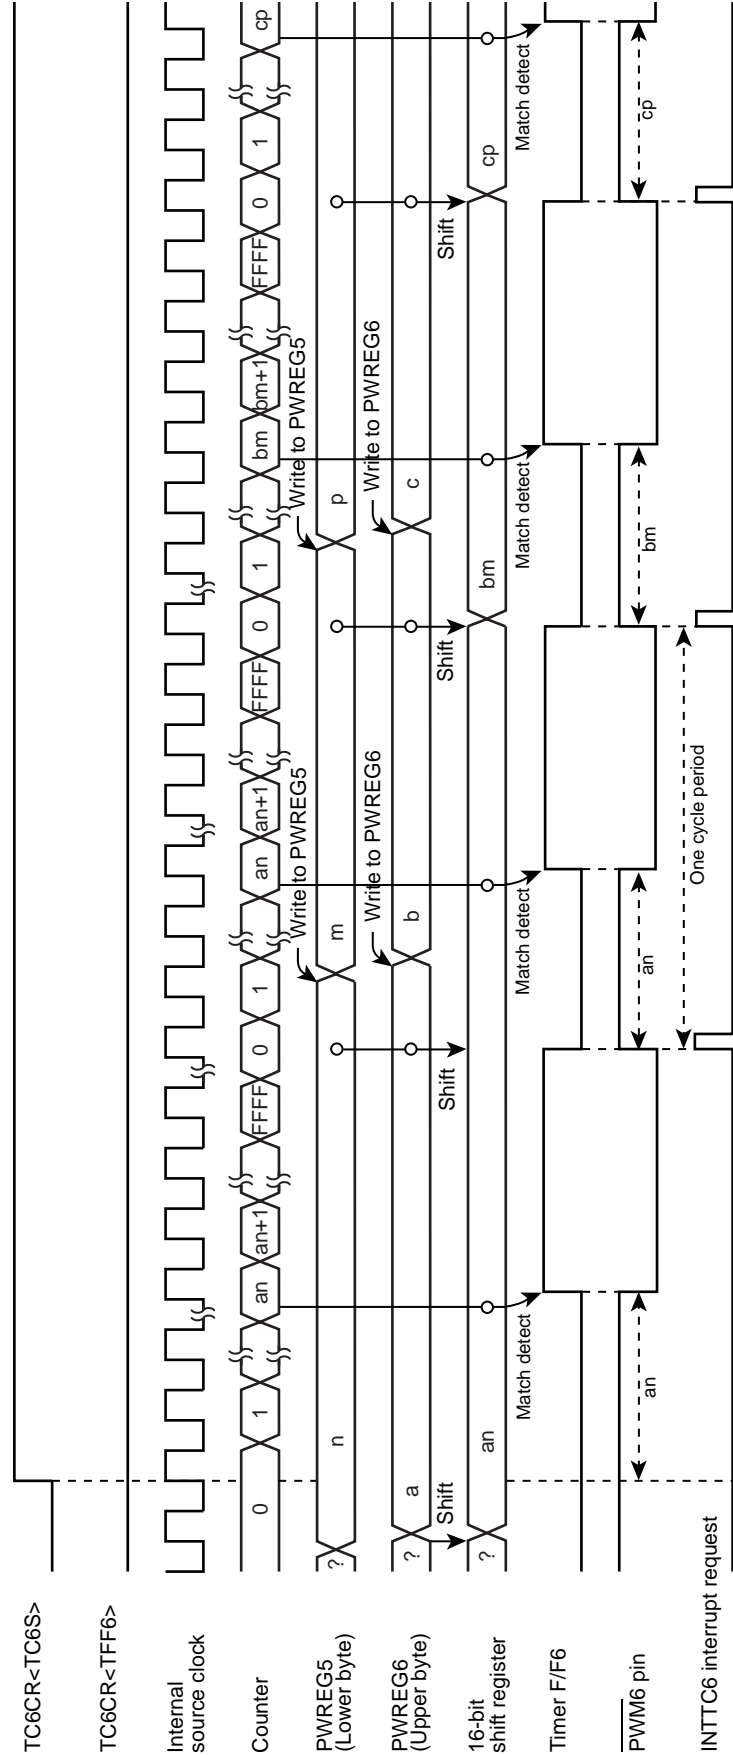 TC6CR<TC6S>
TC6CR<TFF6>
Internal
source clock
Counter
0 1 an an+1 FFFF 0 1 an an+1 FFFF 0 1 bm bm+1 FFFF 0 1 cp
Write to PWREG5
Write to PWREG5
PWREG5
(Lower byte)
? n m p
Write to PWREG6
Write to PWREG6
PWREG6
(Upper byte)
? a b c
Shift
Shift
Shift
Shift
16-bit
shift register
? an bm cp
Match detect
Match detect
Match detect
Match detect
Timer F/F6
PWM6 pin
an an bm cp
One cycle period
INTTC6 interrupt request